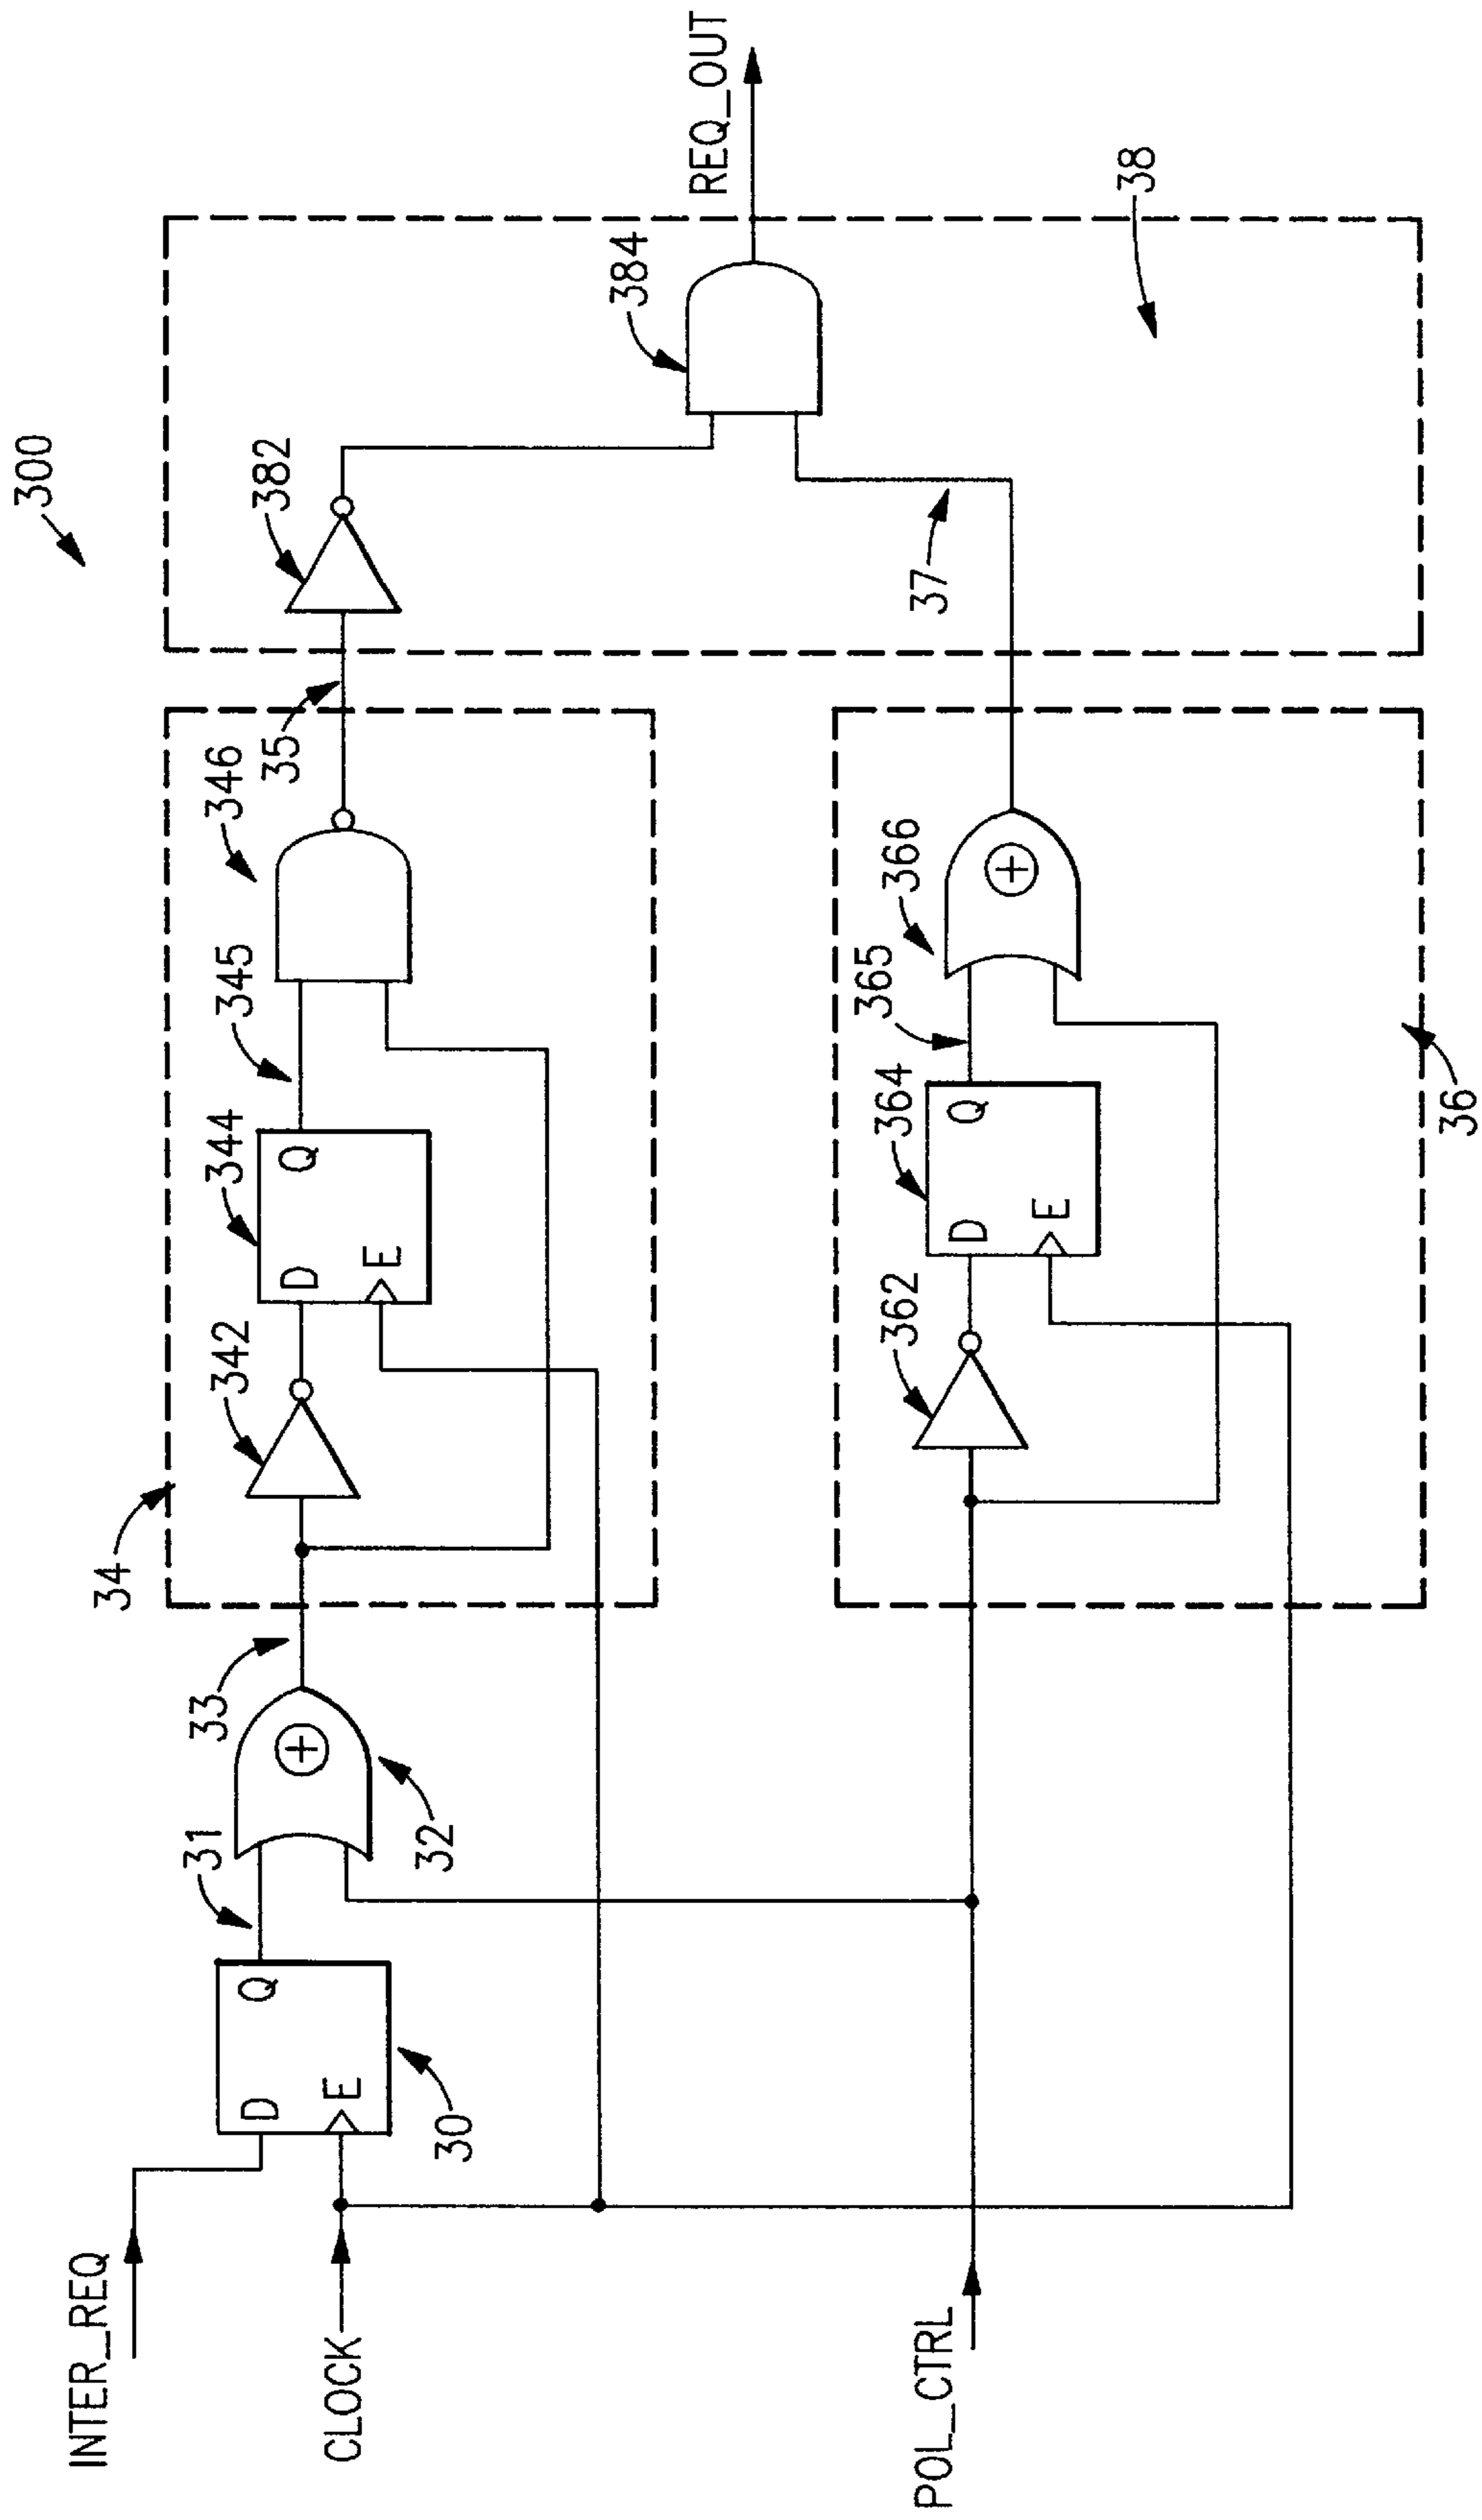 300
INTER_REQ
CLOCK
POL_CTRL
D
Q
E
30
31
32
33
34
342
D
Q
E
344
345
346
35
362
D
Q
E
364
365
366
36
37
382
384
38
REQ_OUT